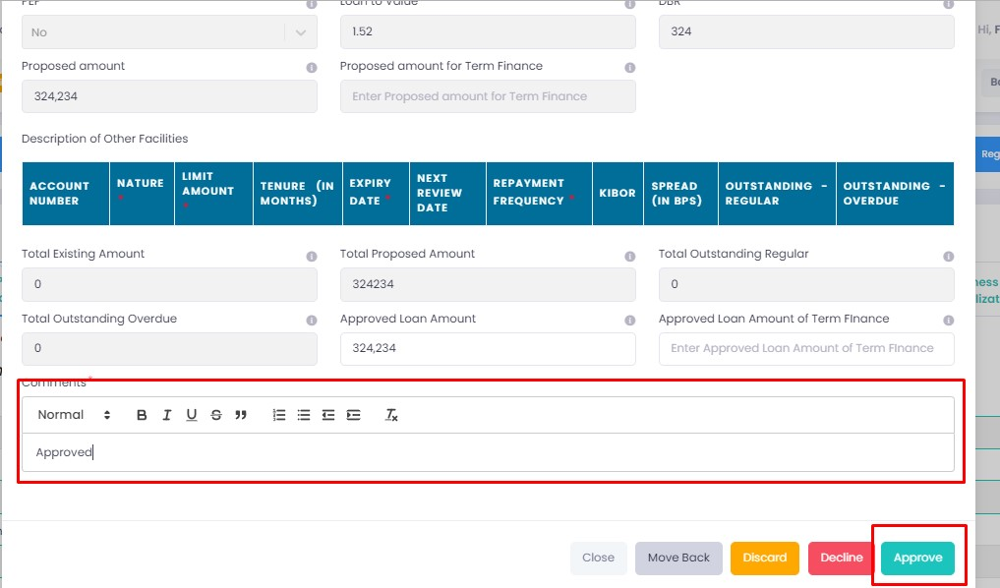 PEP Loan to Value DBR
No 1.52 324
Hi, F
Proposed amount Proposed amount for Term Finance
324,234 Enter Proposed amount for Term Finance
Description of Other Facilities
Reg
ACCOUNT NUMBER NATURE * LIMIT AMOUNT * TENURE (IN MONTHS) EXPIRY DATE * NEXT REVIEW DATE REPAYMENT FREQUENCY * KIBOR SPREAD (IN BPS) OUTSTANDING - REGULAR OUTSTANDING - OVERDUE
Total Existing Amount Total Proposed Amount Total Outstanding Regular
0 324234 0
ness
lizat
Total Outstanding Overdue Approved Loan Amount Approved Loan Amount of Term FInance
0 324,234 Enter Approved Loan Amount of Term FInance
Comments*
Normal B I U S
Approved
Close Move Back Discard Decline Approve